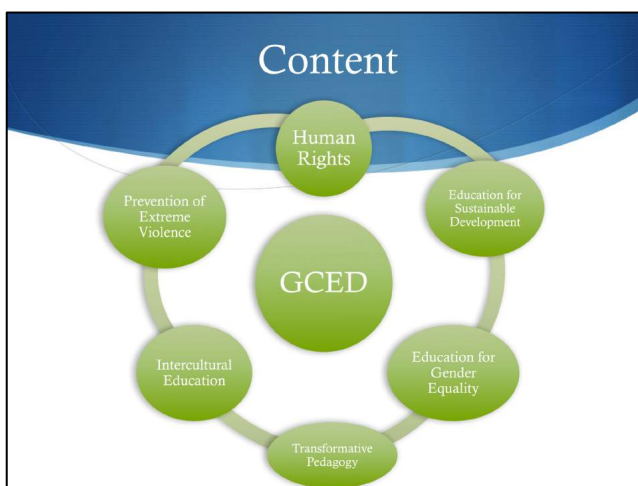 Content
Human
Rights
Education for
Sustainable
Development
Education for
Gender
Equality
Transformative
Pedagogy
Intercultural
Education
Prevention of
Extreme
Violence
GCED